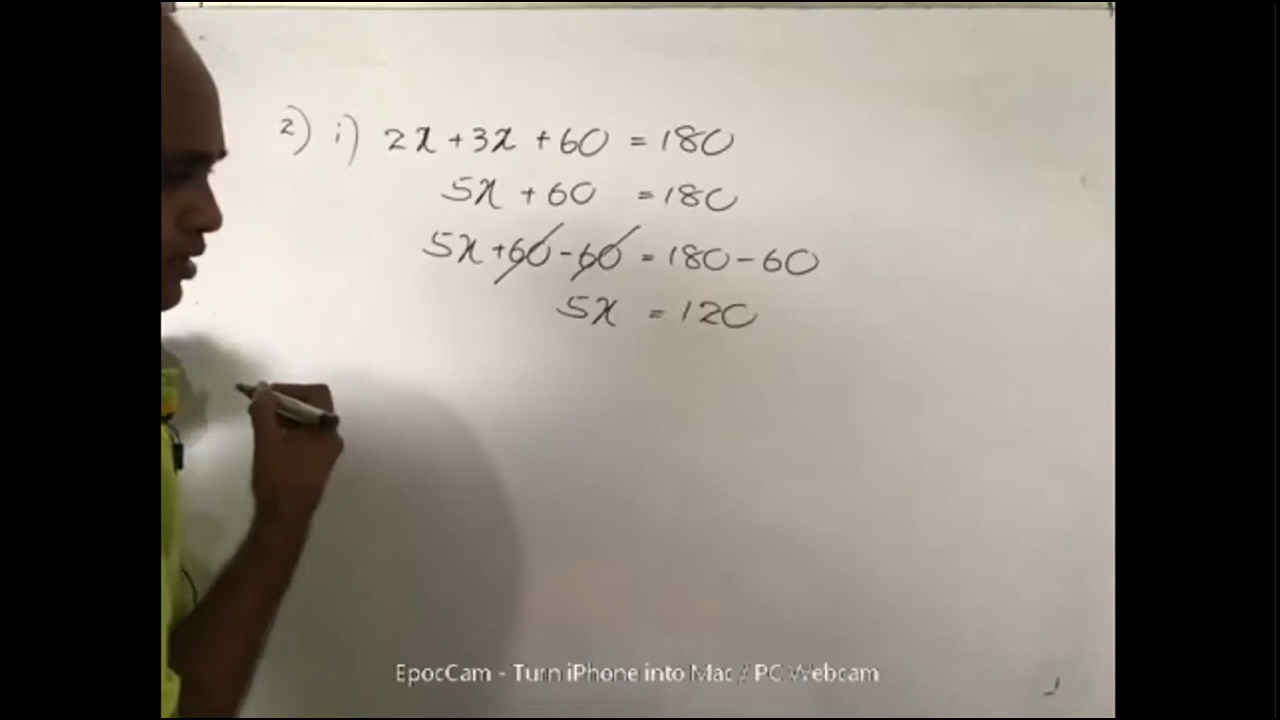 2) i) 2x + 3x + 60 = 180
5x + 60 = 180
5x + 60 - 60 = 180 - 60
5x = 120
EpocCam - Turn iPhone into Mac / PC Webcam